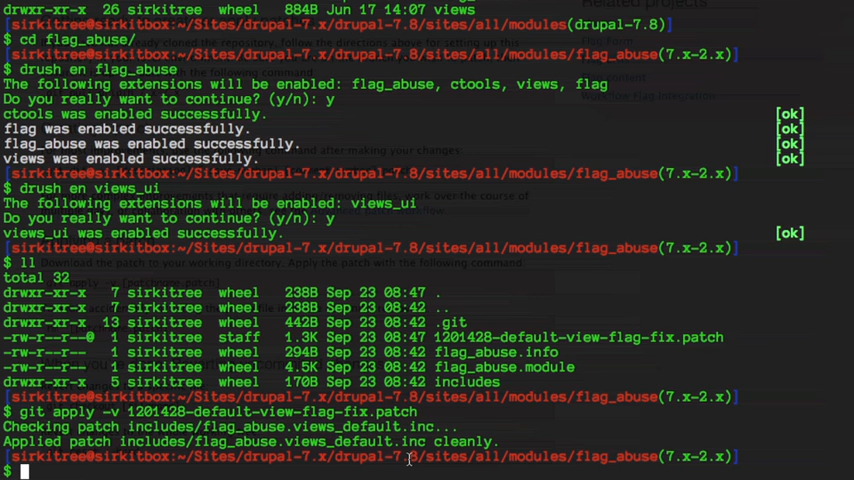 drwxr-xr-x  26 sirkitree  wheel   884B Jun 17 14:07 views
[sirkitree@sirkitbox:~/Sites/drupal-7.x/drupal-7.8/sites/all/modules(drupal-7.8)]
$ cd flag_abuse/
[sirkitree@sirkitbox:~/Sites/drupal-7.x/drupal-7.8/sites/all/modules/flag_abuse(7.x-2.x)]
$ drush en flag_abuse
The following extensions will be enabled: flag_abuse, ctools, views, flag
Do you really want to continue? (y/n): y
ctools was enabled successfully. [ok]
flag was enabled successfully. [ok]
flag_abuse was enabled successfully. [ok]
views was enabled successfully. [ok]
[sirkitree@sirkitbox:~/Sites/drupal-7.x/drupal-7.8/sites/all/modules/flag_abuse(7.x-2.x)]
$ drush en views_ui
The following extensions will be enabled: views_ui
Do you really want to continue? (y/n): y
views_ui was enabled successfully. [ok]
[sirkitree@sirkitbox:~/Sites/drupal-7.x/drupal-7.8/sites/all/modules/flag_abuse(7.x-2.x)]
$ ll
total 32
drwxr-xr-x   7 sirkitree  wheel   238B Sep 23 08:47 .
drwxr-xr-x   7 sirkitree  wheel   238B Sep 23 08:42 ..
drwxr-xr-x  13 sirkitree  wheel   442B Sep 23 08:42 .git
-rw-r--r--@  1 sirkitree  staff   1.3K Sep 23 08:47 1201428-default-view-flag-fix.patch
-rw-r--r--   1 sirkitree  wheel   294B Sep 23 08:42 flag_abuse.info
-rw-r--r--   1 sirkitree  wheel   4.5K Sep 23 08:42 flag_abuse.module
drwxr-xr-x   5 sirkitree  wheel   170B Sep 23 08:42 includes
[sirkitree@sirkitbox:~/Sites/drupal-7.x/drupal-7.8/sites/all/modules/flag_abuse(7.x-2.x)]
$ git apply -v 1201428-default-view-flag-fix.patch
Checking patch includes/flag_abuse.views_default.inc...
Applied patch includes/flag_abuse.views_default.inc cleanly.
[sirkitree@sirkitbox:~/Sites/drupal-7.x/drupal-7.8/sites/all/modules/flag_abuse(7.x-2.x)]
$